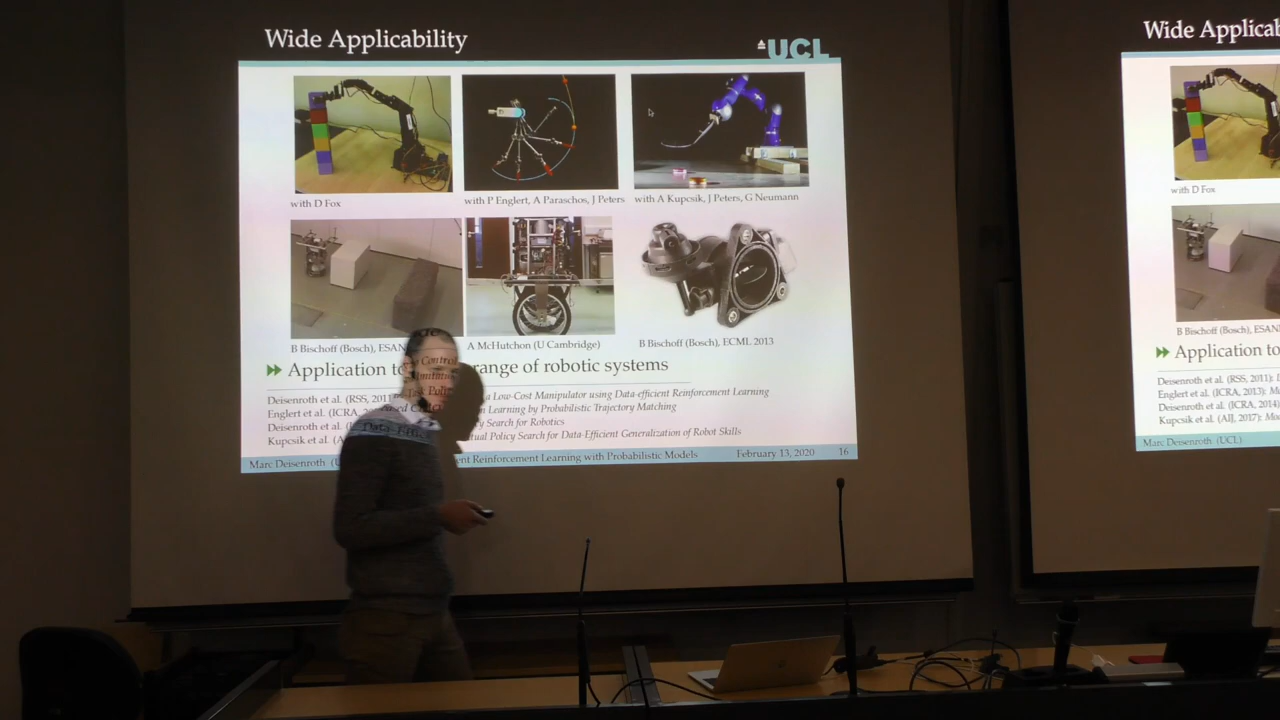 Wide Applicability
UCL
with D Fox
with P Englert, A Paraschos, J Peters
with A Kupcsik, J Peters, G Neumann
B Bischoff (Bosch), ESAN
A McHutchon (U Cambridge)
B Bischoff (Bosch), ECML 2013
Application to range of robotic systems
Deisenroth et al. (RSS, 2011 a Low-Cost Manipulator using Data-efficient Reinforcement Learning
Englert et al. (ICRA, Learning by Probabilistic Trajectory Matching
Deisenroth et al. ( Search for Robotics
Kupcsik et al. (A tual Policy Search for Data-Efficient Generalization of Robot Skills
Marc Deisenroth (U ent Reinforcement Learning with Probabilistic Models February 13, 2020 16
Wide Applicab
with D Fox
B Bischoff (Bosch), ESAN
Application to
Deisenroth et al. (RSS, 2011):
Englert et al. (ICRA, 2013):
Deisenroth et al. (ICRA, 2014)
Kupcsik et al. (AIJ, 2017):
Marc Deisenroth (UCL)